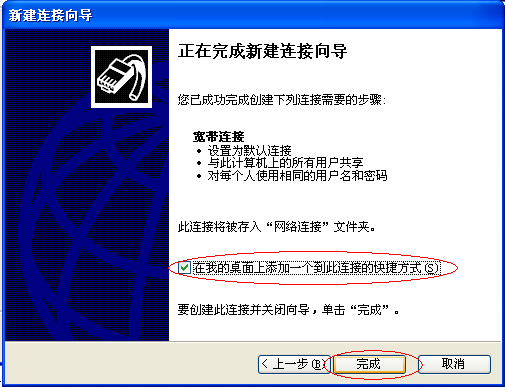 新建连接向导
正在完成新建连接向导
您已成功完成创建下列连接需要的步骤:
宽带连接
• 设置为默认连接
• 与此计算机上的所有用户共享
• 对每个人使用相同的用户名和密码
此连接将被存入“网络连接”文件夹。
在我的桌面上添加一个到此连接的快捷方式(S)
要创建此连接并关闭向导，单击“完成”。
< 上一步(B) 完成 取消